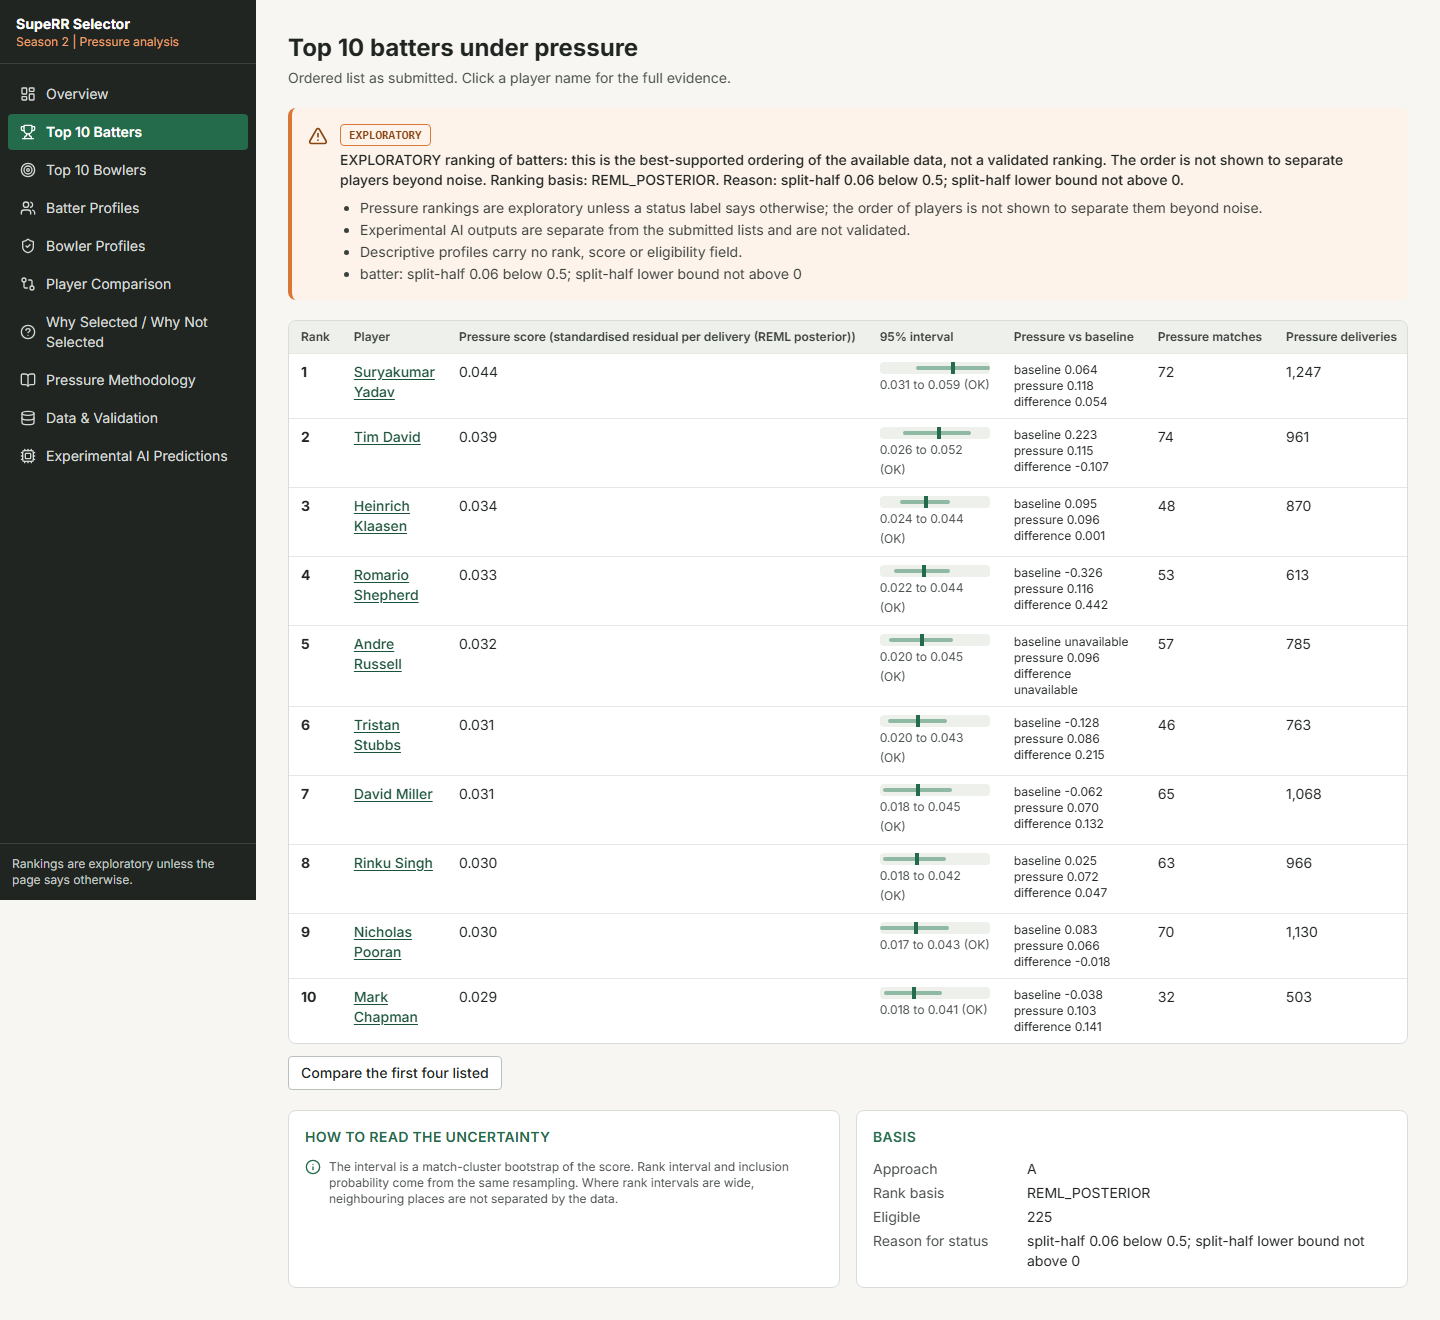 SupeRR Selector
Season 2 | Pressure analysis
Overview
Top 10 Batters
Top 10 Bowlers
Batter Profiles
Bowler Profiles
Player Comparison
Why Selected / Why Not
Selected
Pressure Methodology
Data & Validation
Experimental AI Predictions
Rankings are exploratory unless the
page says otherwise.
Top 10 batters under pressure
Ordered list as submitted. Click a player name for the full evidence.
EXPLORATORY
EXPLORATORY ranking of batters: this is the best-supported ordering of the available data, not a validated ranking. The order is not shown to separate
players beyond noise. Ranking basis: REML_POSTERIOR. Reason: split-half 0.06 below 0.5; split-half lower bound not above 0.
• Pressure rankings are exploratory unless a status label says otherwise; the order of players is not shown to separate them beyond noise.
• Experimental AI outputs are separate from the submitted lists and are not validated.
• Descriptive profiles carry no rank, score or eligibility field.
• batter: split-half 0.06 below 0.5; split-half lower bound not above 0
Rank Player Pressure score (standardised residual per delivery (REML posterior)) 95% interval Pressure vs baseline Pressure matches Pressure deliveries
1 Suryakumar 0.044 baseline 0.064 72 1,247
Yadav 0.031 to 0.059 (OK) pressure 0.118
difference 0.054
2 Tim David 0.039 baseline 0.223 74 961
0.026 to 0.052 pressure 0.115
(OK) difference -0.107
3 Heinrich 0.034 baseline 0.095 48 870
Klaasen 0.024 to 0.044 pressure 0.096
(OK) difference 0.001
4 Romario 0.033 baseline -0.326 53 613
Shepherd 0.022 to 0.044 pressure 0.116
(OK) difference 0.442
5 Andre 0.032 baseline unavailable 57 785
Russell 0.020 to 0.045 pressure 0.096
(OK) difference
unavailable
6 Tristan 0.031 baseline -0.128 46 763
Stubbs 0.020 to 0.043 pressure 0.086
(OK) difference 0.215
7 David Miller 0.031 baseline -0.062 65 1,068
0.018 to 0.045 pressure 0.070
(OK) difference 0.132
8 Rinku Singh 0.030 baseline 0.025 63 966
0.018 to 0.042 pressure 0.072
(OK) difference 0.047
9 Nicholas 0.030 baseline 0.083 70 1,130
Pooran 0.017 to 0.043 (OK) pressure 0.066
difference -0.018
10 Mark 0.029 baseline -0.038 32 503
Chapman 0.018 to 0.041 (OK) pressure 0.103
difference 0.141
Compare the first four listed
HOW TO READ THE UNCERTAINTY
The interval is a match-cluster bootstrap of the score. Rank interval and inclusion
probability come from the same resampling. Where rank intervals are wide,
neighbouring places are not separated by the data.
BASIS
Approach A
Rank basis REML_POSTERIOR
Eligible 225
Reason for status split-half 0.06 below 0.5; split-half lower bound not
above 0